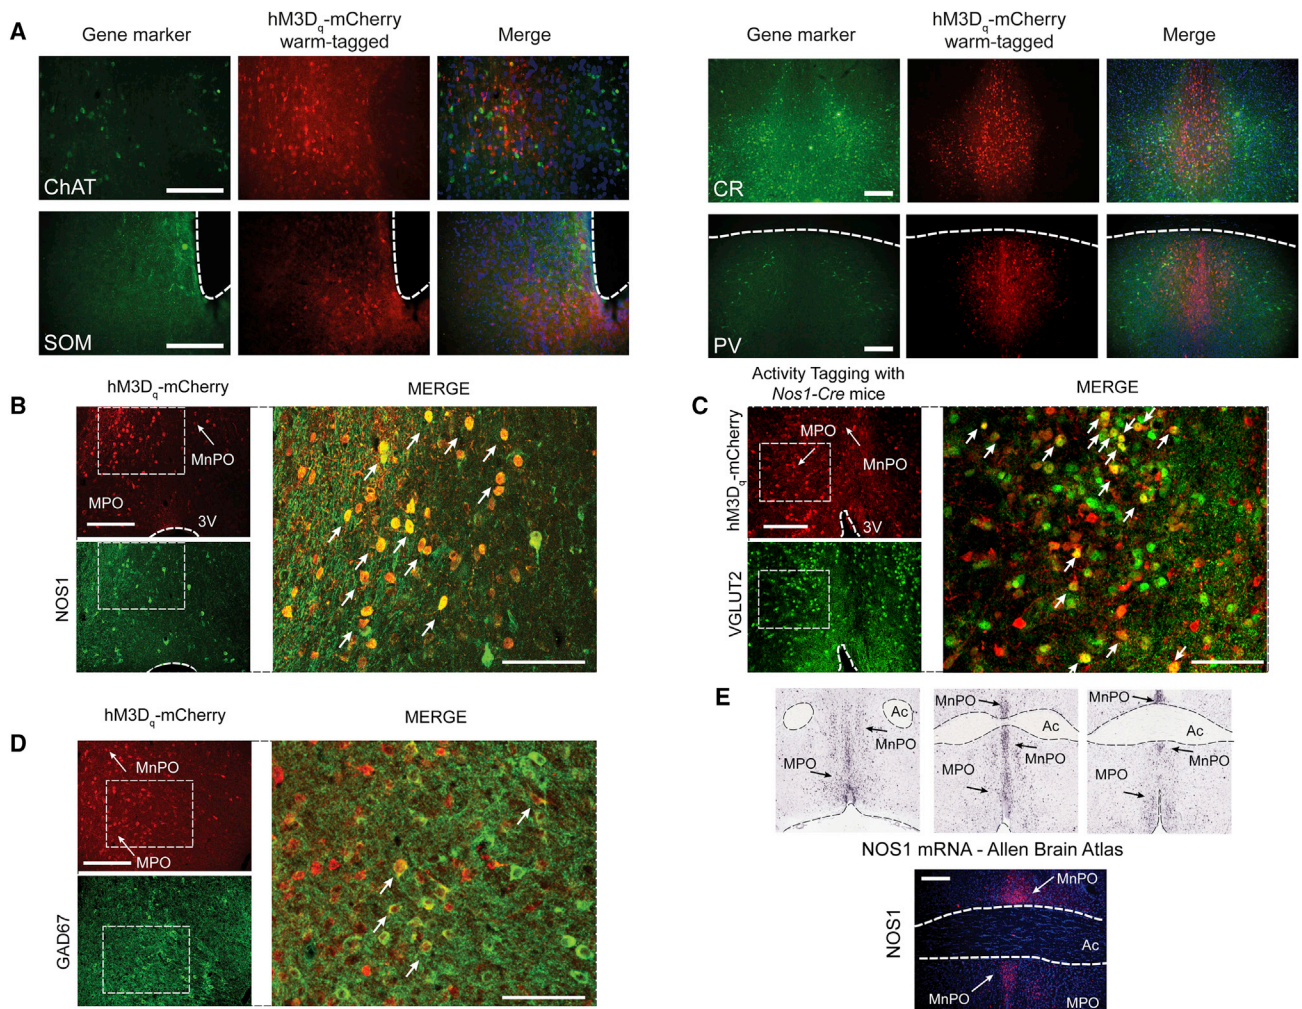 A
Gene marker
hM3Dq-mCherry
warm-tagged
Merge
ChAT
SOM
Gene marker
hM3Dq-mCherry
warm-tagged
Merge
CR
PV
B
hM3Dq-mCherry
MERGE
MnPO
MPO
3V
NOS1
C
Activity Tagging with
Nos1-Cre mice
MERGE
hM3Dq-mCherry
MPO
MnPO
3V
VGLUT2
D
hM3Dq-mCherry
MERGE
MnPO
MPO
GAD67
E
Ac
MnPO
MPO
MnPO
Ac
MnPO
MPO
MnPO
Ac
MnPO
MPO
NOS1 mRNA - Allen Brain Atlas
NOS1
MnPO
Ac
MnPO
MPO